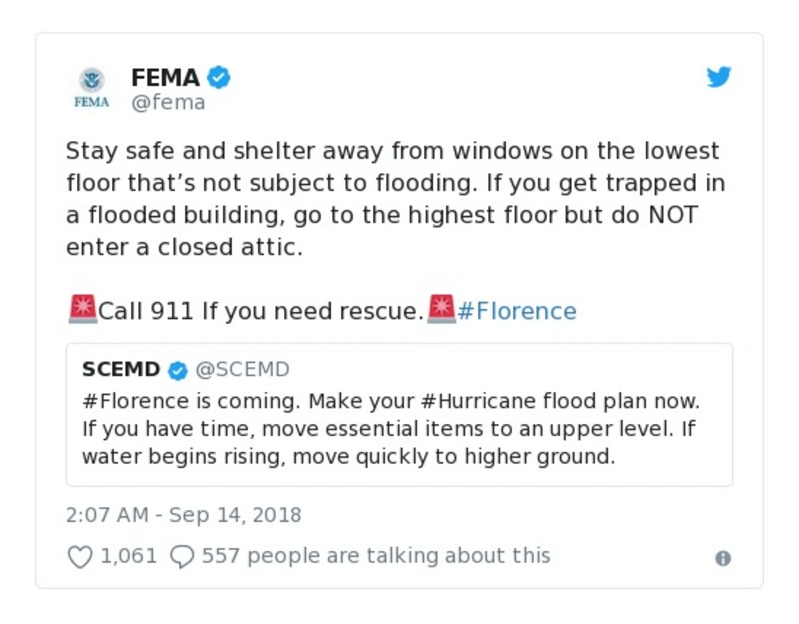 FEMA
@fema
FEMA
Stay safe and shelter away from windows on the lowest
floor that’s not subject to flooding. If you get trapped in
a flooded building, go to the highest floor but do NOT
enter a closed attic.
🚨Call 911 If you need rescue.🚨#Florence
SCEMD @SCEMD
#Florence is coming. Make your #Hurricane flood plan now.
If you have time, move essential items to an upper level. If
water begins rising, move quickly to higher ground.
2:07 AM - Sep 14, 2018
1,061 557 people are talking about this